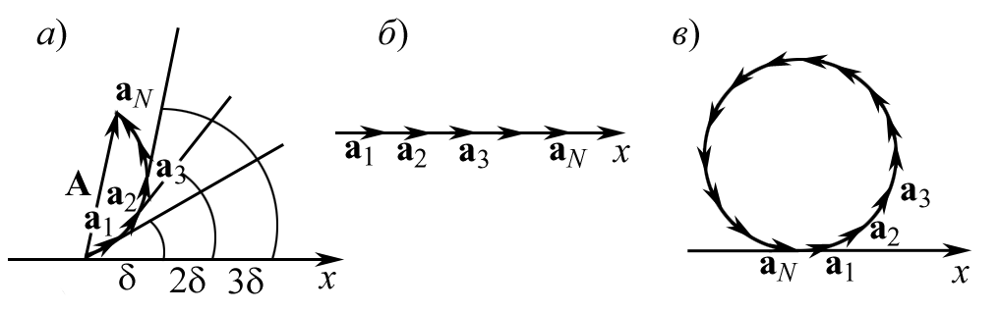 а)
a_N
A
a_3
a_2
a_1
δ
2δ
3δ
x
б)
a_1 a_2 a_3 a_N x
в)
a_3
a_2
a_N a_1
x